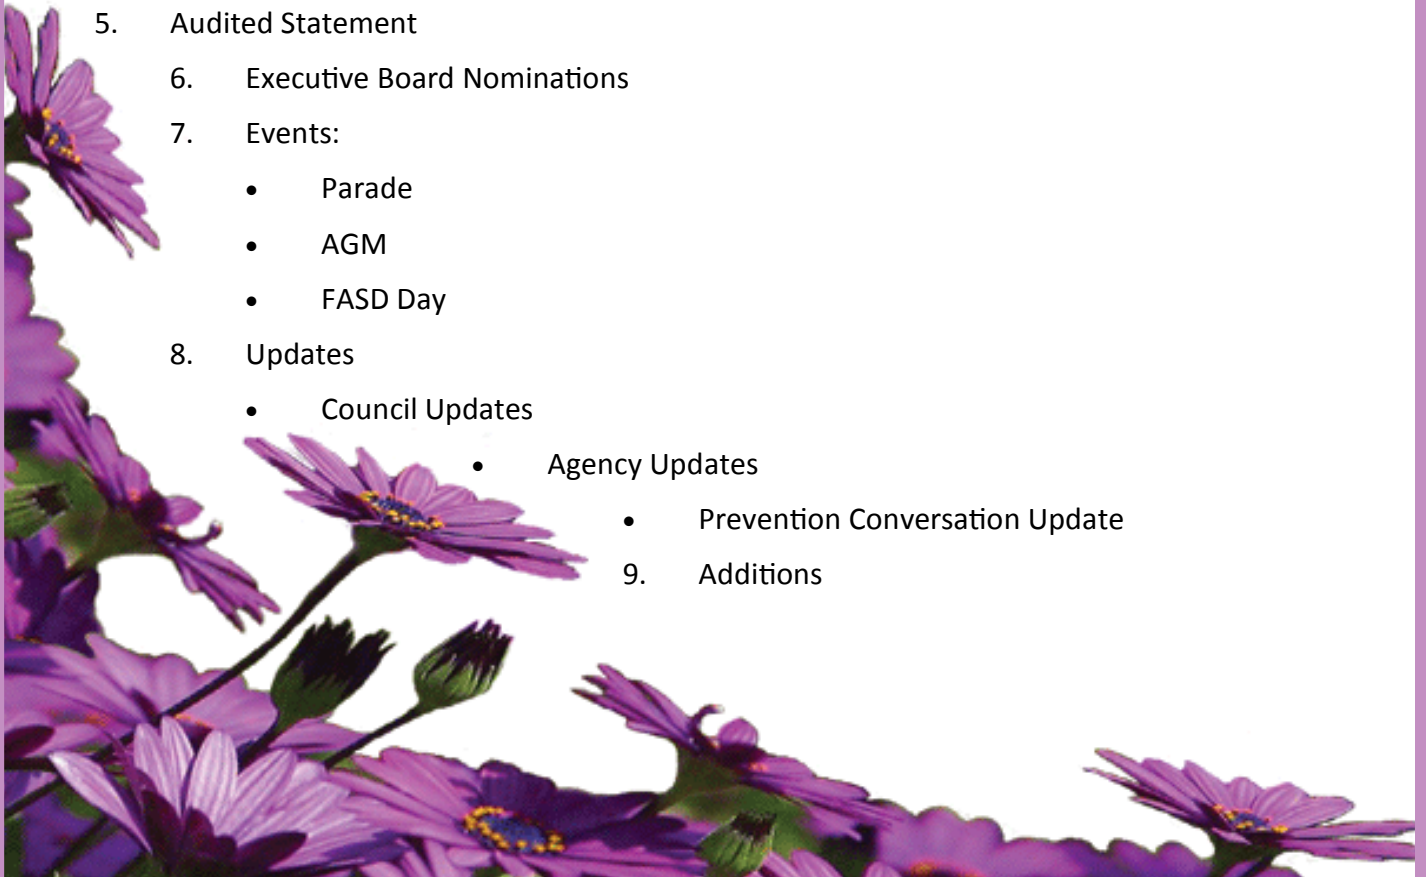 5. Audited Statement
6. Executive Board Nominations
7. Events:
• Parade
• AGM
• FASD Day
8. Updates
• Council Updates
• Agency Updates
• Prevention Conversation Update
9. Additions